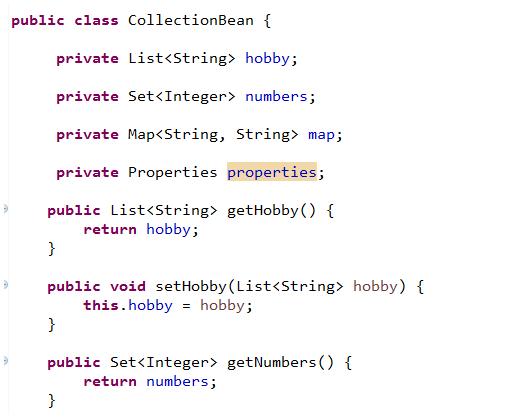 public class CollectionBean {
private List<String> hobby;
private Set<Integer> numbers;
private Map<String, String> map;
private Properties properties;
public List<String> getHobby() {
return hobby;
}
public void setHobby(List<String> hobby) {
this.hobby = hobby;
}
public Set<Integer> getNumbers() {
return numbers;
}